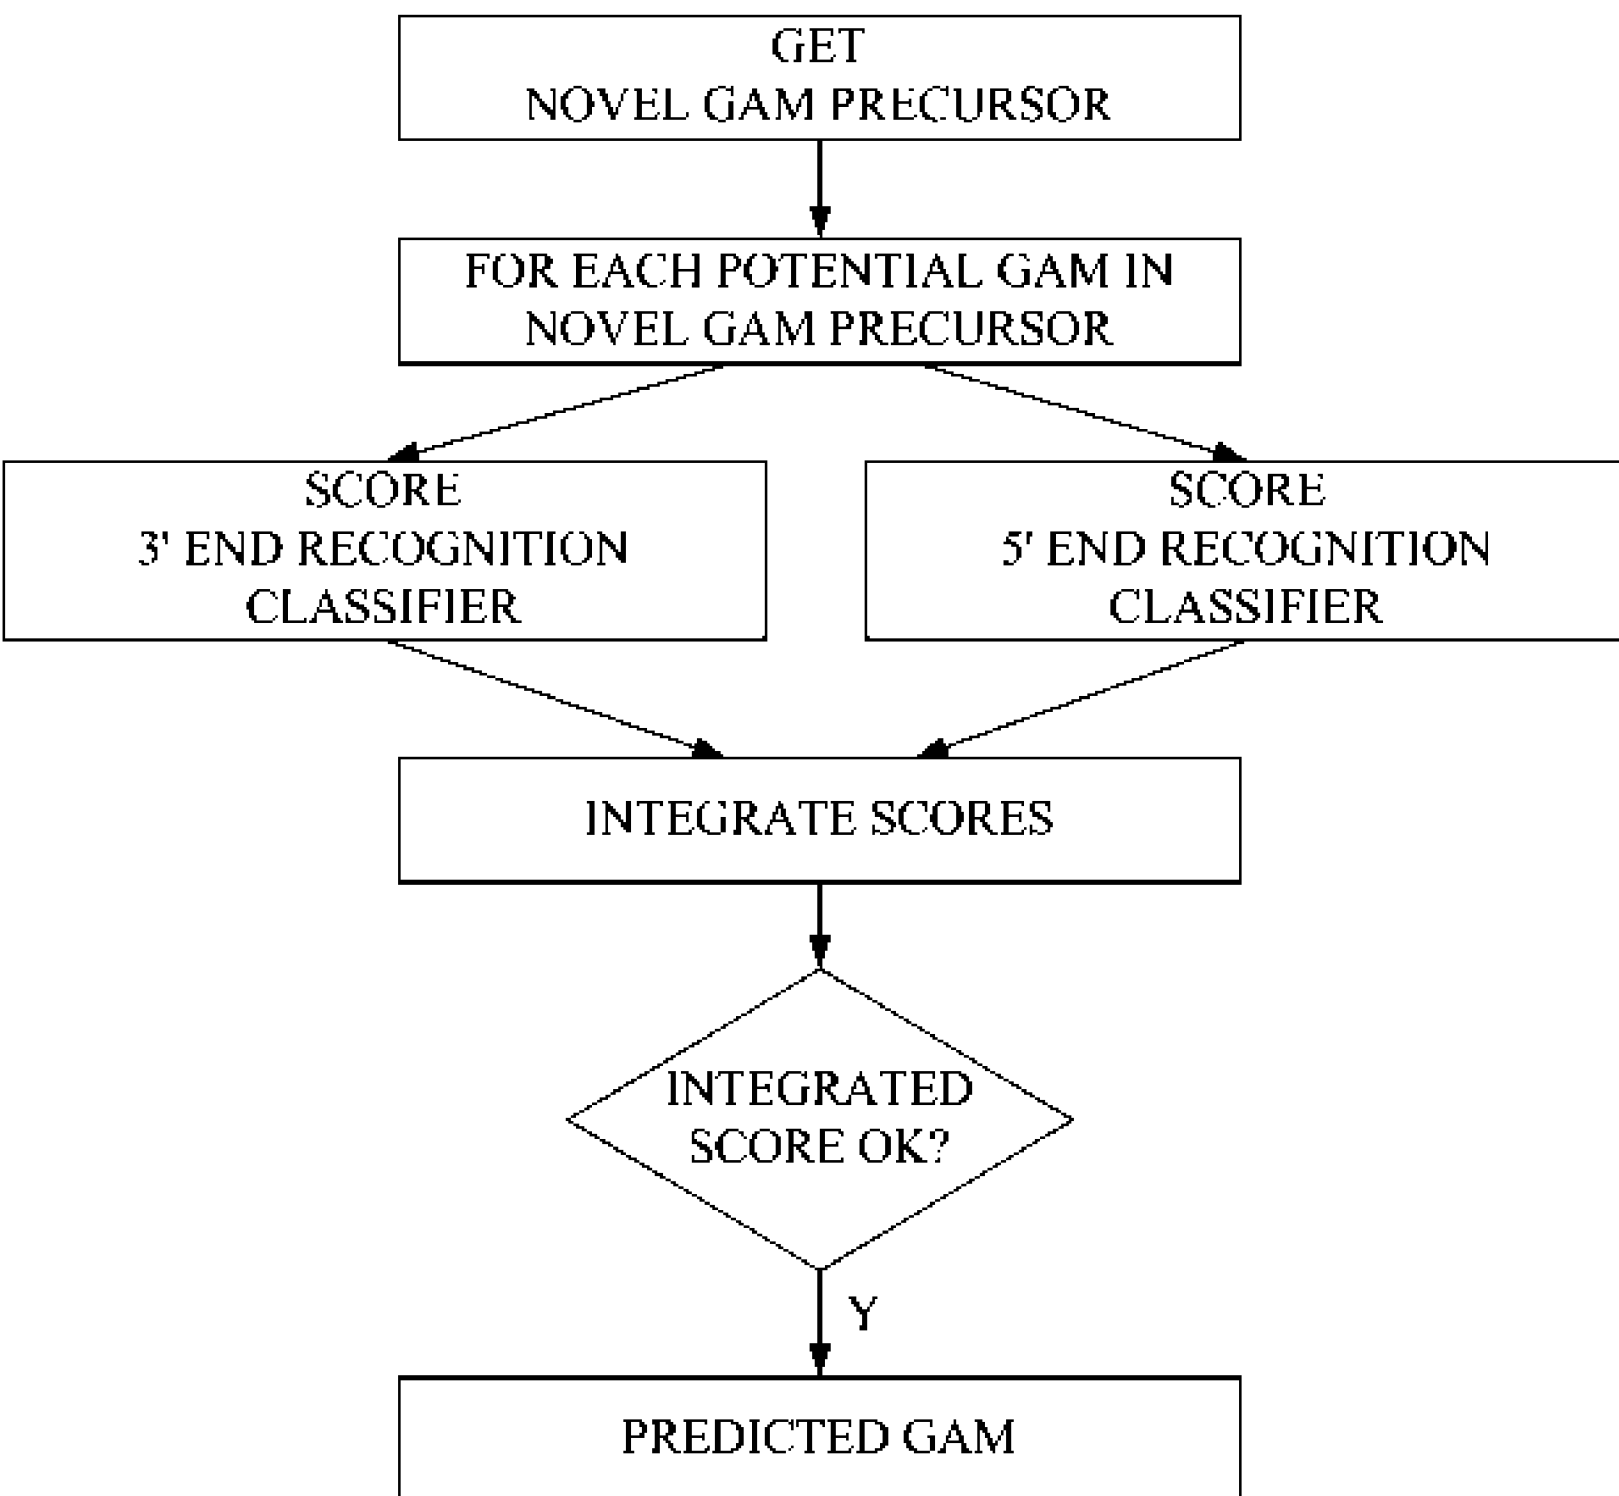 GET
NOVEL GAM PRECURSOR
FOR EACH POTENTIAL GAM IN
NOVEL GAM PRECURSOR
SCORE
3' END RECOGNITION
CLASSIFIER
SCORE
5' END RECOGNITION
CLASSIFIER
INTEGRATE SCORES
INTEGRATED
SCORE OK?
Y
PREDICTED GAM